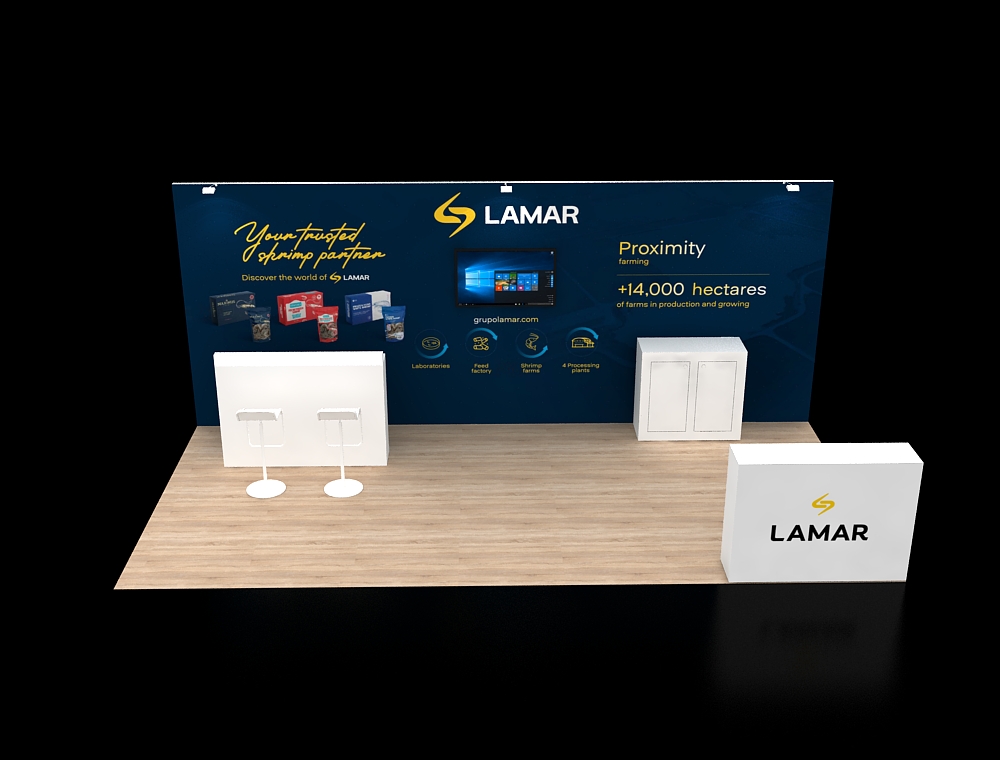 LAMAR
Your trusted
shrimp partner
Discover the world of LAMAR
grupolamar.com
Laboratories
Feed
factory
Shrimp
farms
4 Processing
plants
Proximity
farming
+14,000 hectares
of farms in production and growing
LAMAR